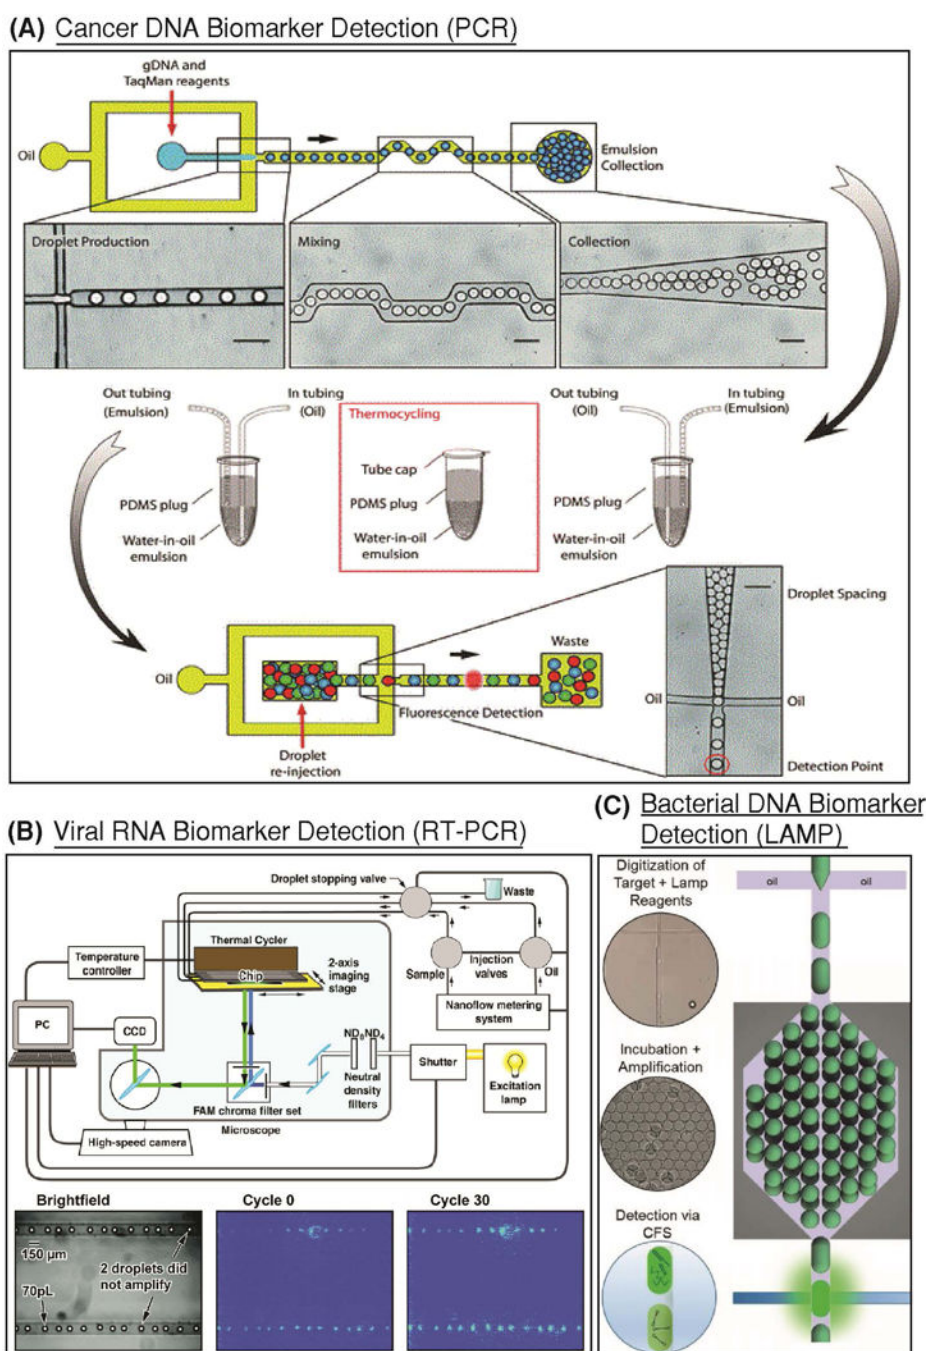 (A) Cancer DNA Biomarker Detection (PCR)
gDNA and
TaqMan reagents
Oil
Emulsion
Collection
Droplet Production
Mixing
Collection
Out tubing
(Emulsion)
In tubing
(Oil)
PDMS plug
Water-in-oil
emulsion
Thermocycling
Tube cap
PDMS plug
Water-in-oil
emulsion
Out tubing
(Oil)
In tubing
(Emulsion)
PDMS plug
Water-in-oil
emulsion
Oil
Droplet
re-injection
Fluorescence Detection
Waste
Droplet Spacing
Oil
Oil
Detection Point
(B) Viral RNA Biomarker Detection (RT-PCR)
Droplet stopping valve
Waste
Thermal Cycler
Chip
2-axis
imaging
stage
Temperature
controller
Sample
Injection
valves
Oil
Nanoflow metering
system
PC
CCD
ND8 ND4
Neutral
density
filters
Shutter
Excitation
lamp
FAM chroma filter set
Microscope
High-speed camera
Brightfield
150 µm
2 droplets did
not amplify
70pL
Cycle 0
Cycle 30
(C) Bacterial DNA Biomarker
Detection (LAMP)
Digitization of
Target + Lamp
Reagents
oil
oil
Incubation +
Amplification
Detection via
CFS